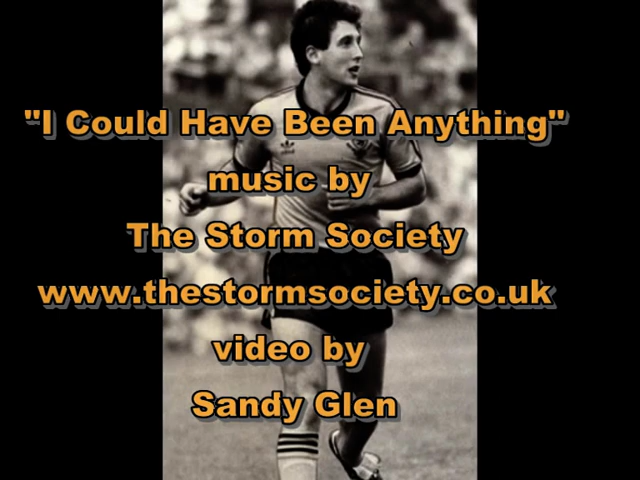 "I Could Have Been Anything"
music by
The Storm Society
www.thestormsociety.co.uk
video by
Sandy Glen